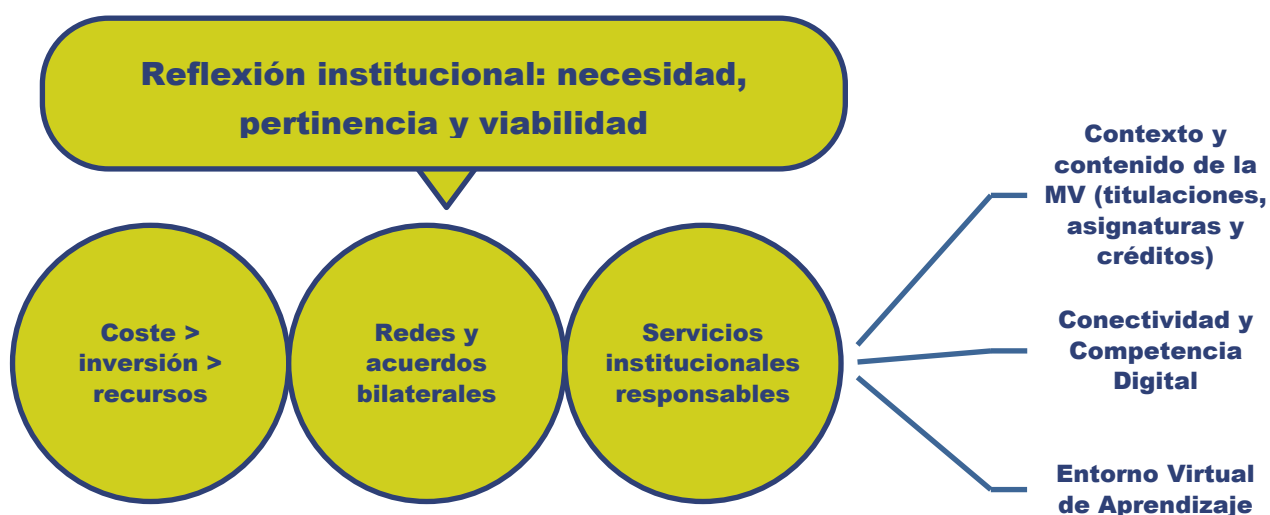 Reflexión institucional: necesidad,
pertinencia y viabilidad
Coste >
inversión >
recursos
Redes y
acuerdos
bilaterales
Servicios
institucionales
responsables
Contexto y
contenido de la
MV (titulaciones,
asignaturas y
créditos)
Conectividad y
Competencia
Digital
Entorno Virtual
de Aprendizaje